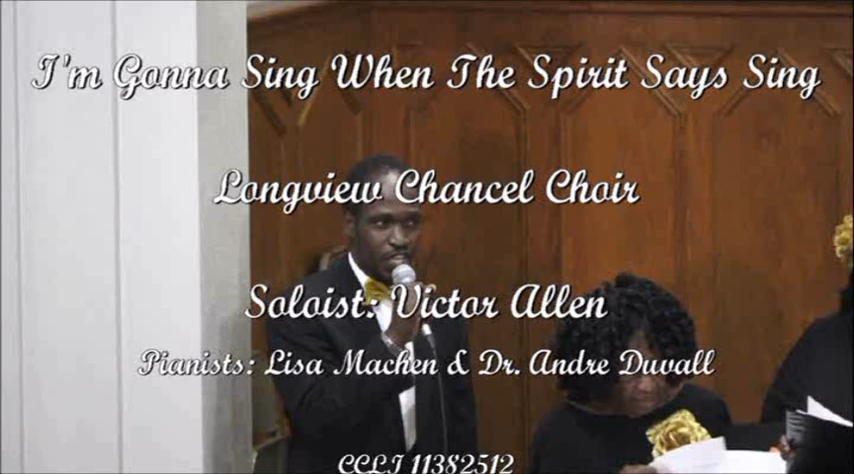 I'm Gonna Sing When The Spirit Says Sing
Longview Chancel Choir
Soloist: Victor Allen
Pianists: Lisa Machen & Dr. Andre Duvall
CCLI 11382512